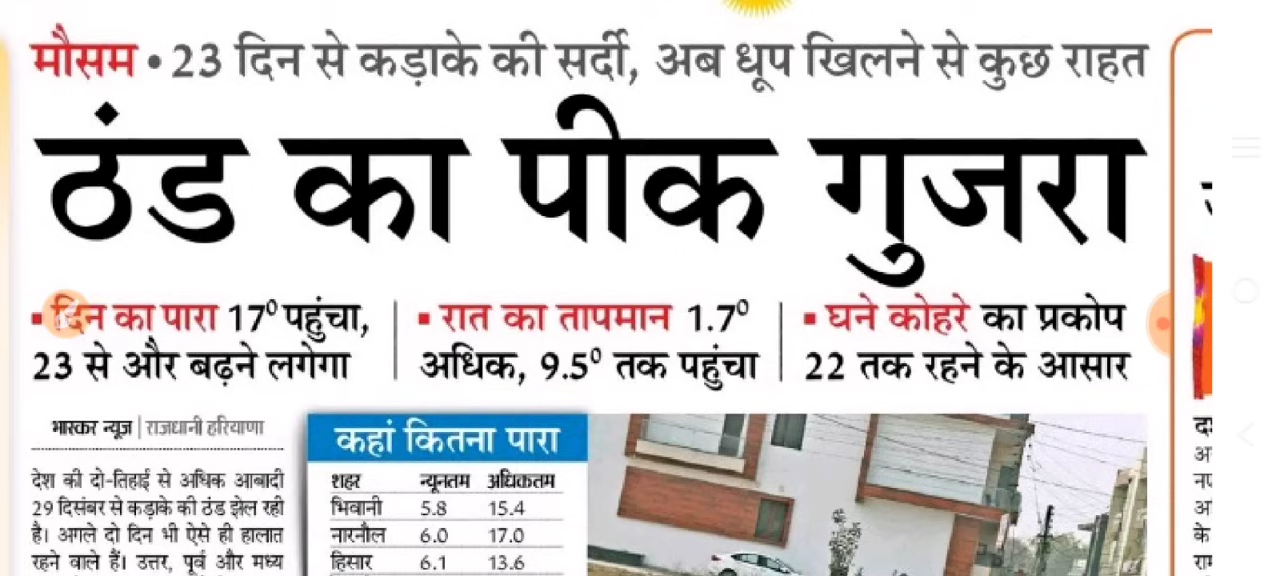 मौसम • 23 दिन से कड़ाके की सर्दी, अब धूप खिलने से कुछ राहत
ठंड का पीक गुजरा
▪ दिन का पारा 17⁰ पहुंचा,
23 से और बढ़ने लगेगा
▪ रात का तापमान 1.7⁰
अधिक, 9.5⁰ तक पहुंचा
▪ घने कोहरे का प्रकोप
22 तक रहने के आसार
भास्कर न्यूज | राजधानी हरियाणा
देश की दो-तिहाई से अधिक आबादी
29 दिसंबर से कड़ाके की ठंड झेल रही
है। अगले दो दिन भी ऐसे ही हालात
रहने वाले हैं। उत्तर, पूर्व और मध्य
कहां कितना पारा
शहर न्यूनतम अधिकतम
भिवानी 5.8 15.4
नारनौल 6.0 17.0
हिसार 6.1 13.6
के